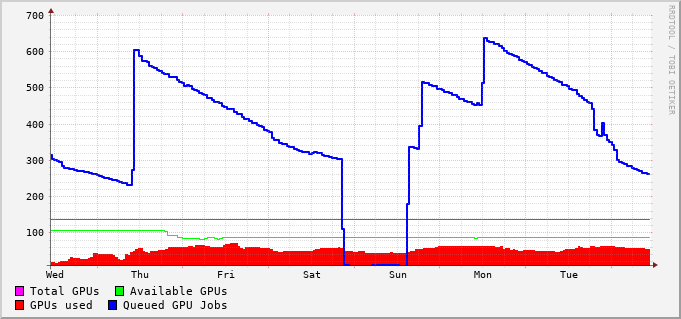 700
600
500
400
300
200
100
Wed Thu Fri Sat Sun Mon Tue
Total GPUs Available GPUs
GPUs used Queued GPU Jobs
RRDTOOL / TOBI OETIKER